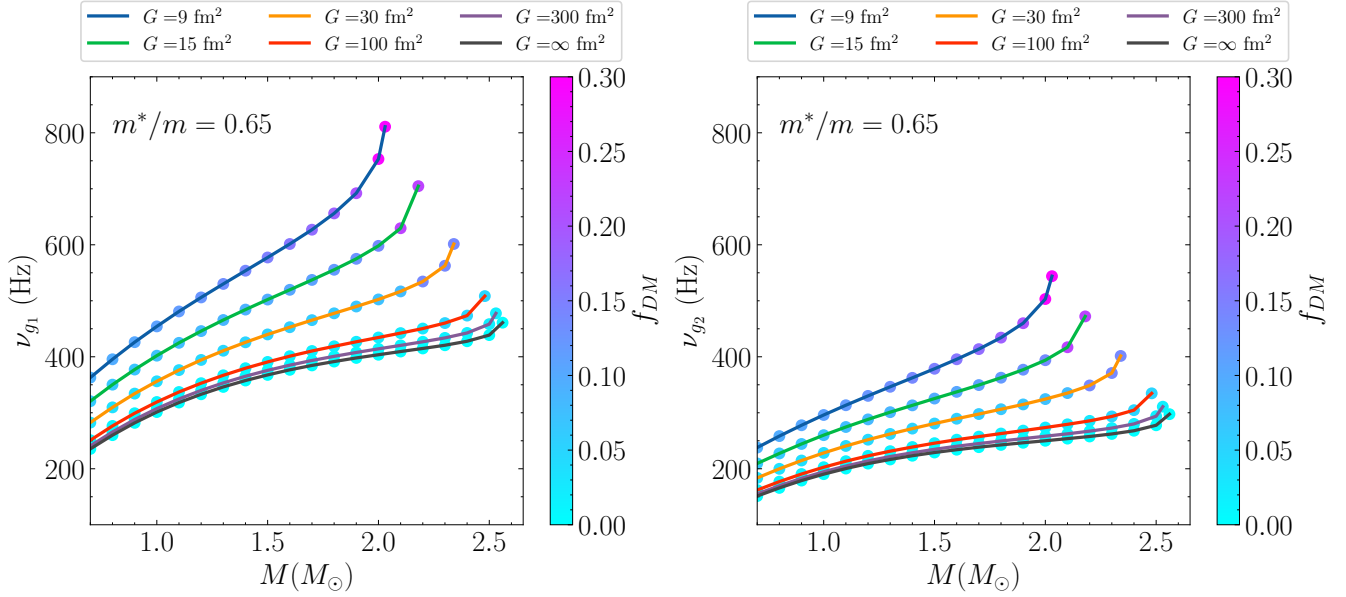 G =9 fm² G =30 fm² G =300 fm²
G =15 fm² G =100 fm² G =∞ fm²
m*/m = 0.65
ν_{g₁} (Hz)
800
600
400
200
1.0 1.5 2.0 2.5
M(M_⊙)
0.30
0.25
0.20
0.15
0.10
0.05
0.00
f_{DM}
G =9 fm² G =30 fm² G =300 fm²
G =15 fm² G =100 fm² G =∞ fm²
m*/m = 0.65
ν_{g₂} (Hz)
800
600
400
200
1.0 1.5 2.0 2.5
M(M_⊙)
0.30
0.25
0.20
0.15
0.10
0.05
0.00
f_{DM}